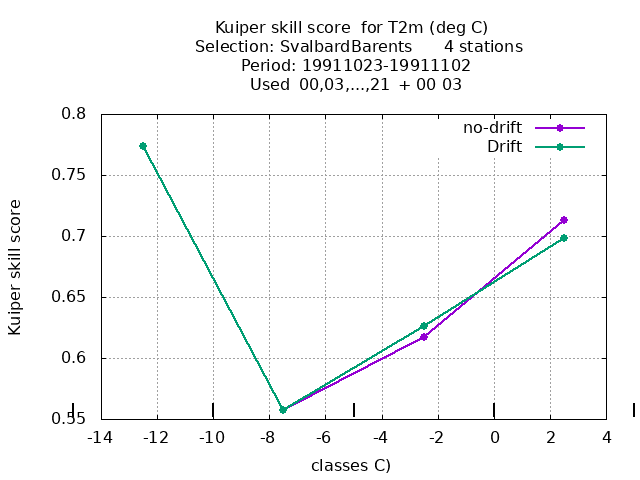 Kuiper skill score  for T2m (deg C)
Selection: SvalbardBarents      4 stations
Period: 19911023-19911102
Used  00,03,...,21  + 00 03
no-drift
Drift
0.8
0.75
0.7
0.65
0.6
0.55
Kuiper skill score
-14 -12 -10 -8 -6 -4 -2 0 2 4
classes C)